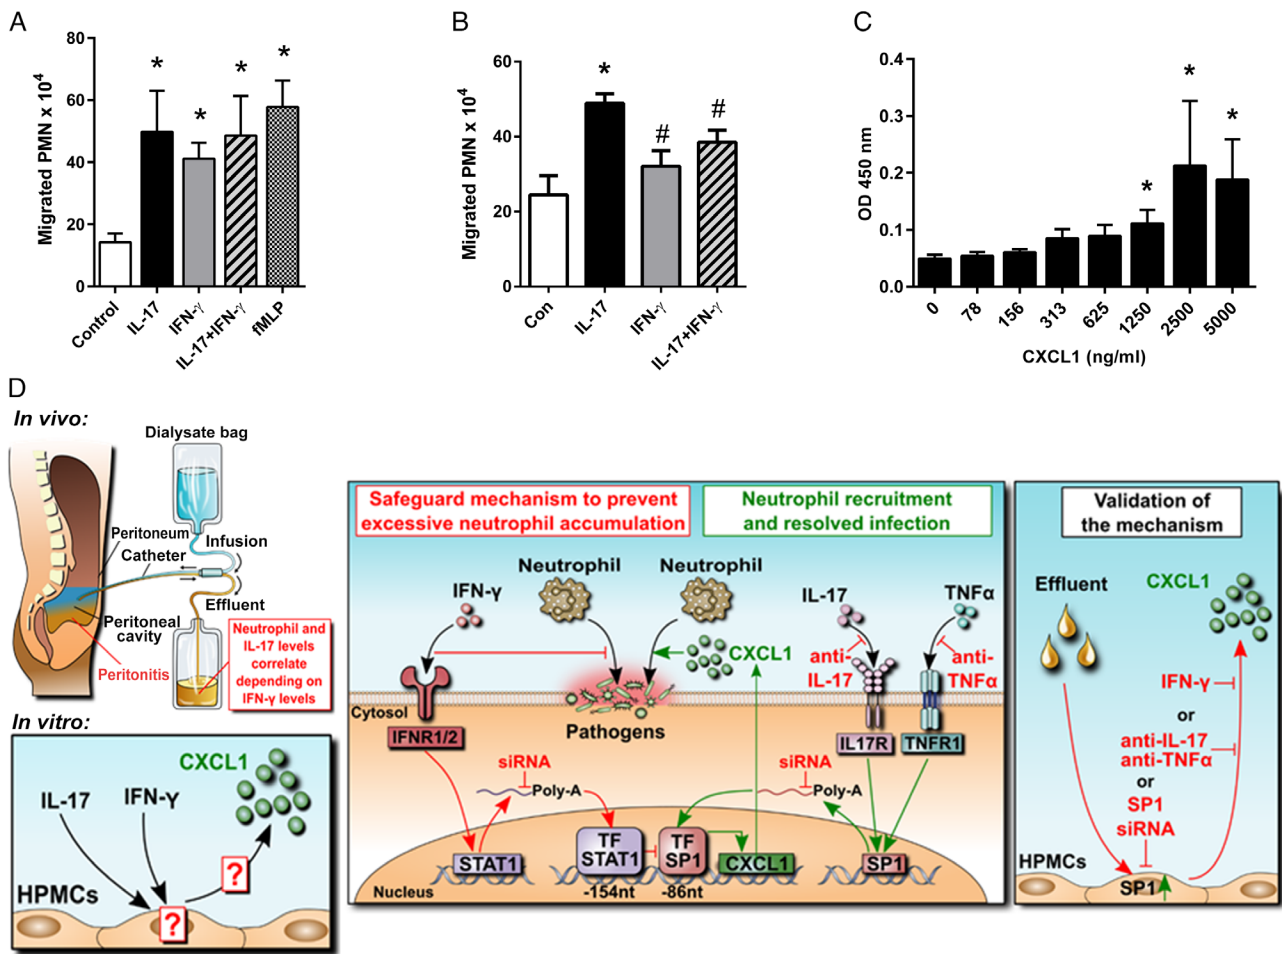 A
80
60
40
20
0
Migrated PMN x 10⁴
*
*
*
*
Control
IL-17
IFN-γ
IL-17+IFN-γ
fMLP
B
60
40
20
0
Migrated PMN x 10⁴
*
#
#
Con
IL-17
IFN-γ
IL-17+IFN-γ
C
0.4
0.3
0.2
0.1
0.0
OD 450 nm
*
*
*
0
78
156
313
625
1250
2500
5000
CXCL1 (ng/ml)
D
In vivo:
Dialysate bag
Peritoneum
Catheter
Infusion
Effluent
Peritoneal
cavity
Peritonitis
Neutrophil and
IL-17 levels
correlate
depending on
IFN-γ levels
In vitro:
CXCL1
IL-17
IFN-γ
?
?
HPMCs
Safeguard mechanism to prevent
excessive neutrophil accumulation
Neutrophil recruitment
and resolved infection
IFN-γ
Neutrophil
Neutrophil
IL-17
TNFα
CXCL1
anti-
IL-17
anti-
TNFα
Cytosol
Pathogens
IFNR1/2
IL17R
TNFR1
siRNA
Poly-A
siRNA
Poly-A
STAT1
TF
STAT1
TF
SP1
CXCL1
SP1
Nucleus
-154nt
-86nt
Validation of
the mechanism
Effluent
CXCL1
IFN-γ
or
anti-IL-17
anti-TNFα
or
SP1
siRNA
HPMCs
SP1